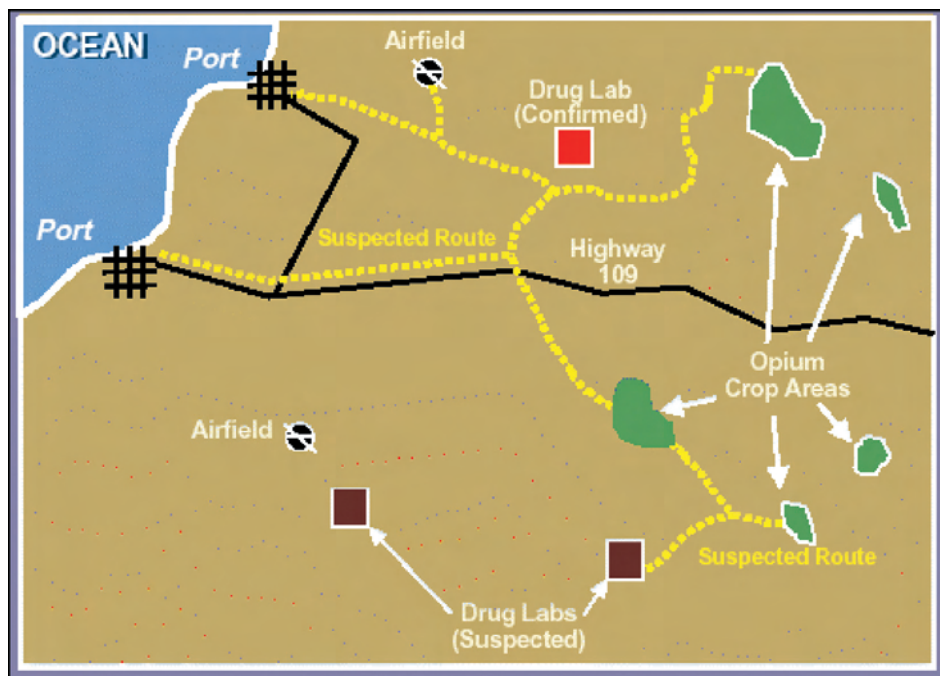 OCEAN
Port
Airfield
Drug Lab
(Confirmed)
Port
Suspected Route
Highway
109
Opium
Crop Areas
Airfield
Suspected Route
Drug Labs
(Suspected)